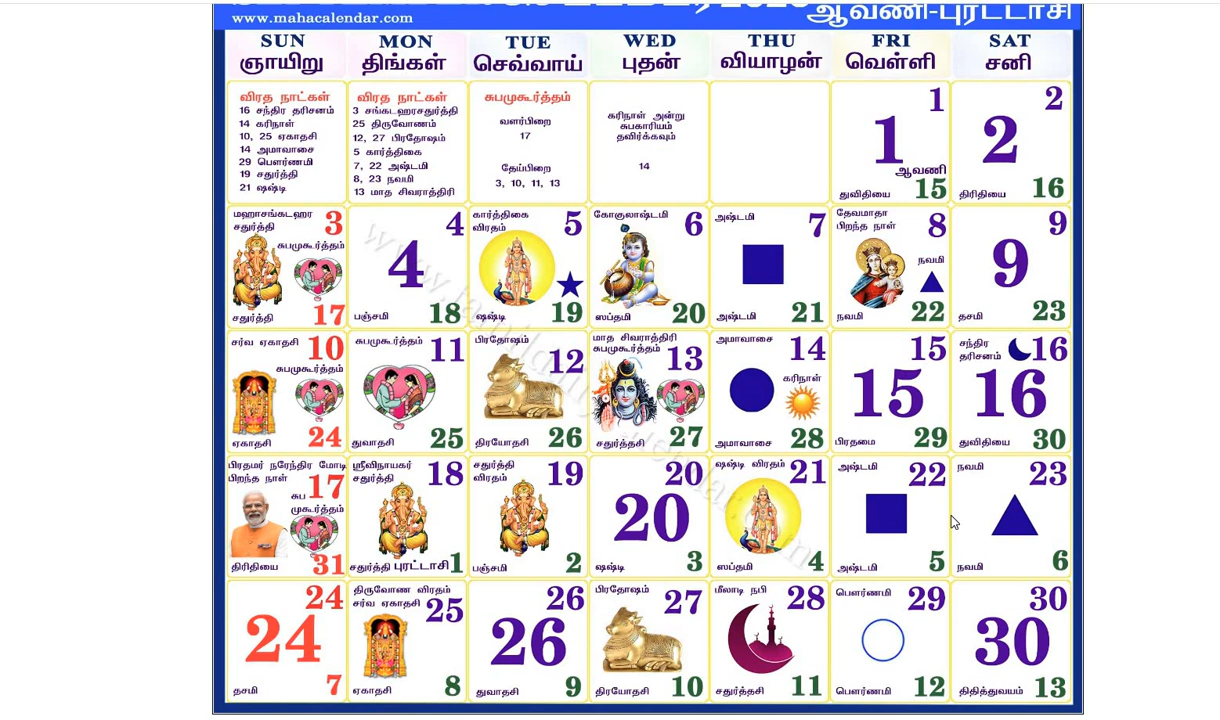 www.mahacalendar.com
ஆவணி-புரட்டாசி
SUN MON TUE WED THU FRI SAT
ஞாயிறு திங்கள் செவ்வாய் புதன் வியாழன் வெள்ளி சனி
விரத நாட்கள்
16 சந்திர தரிசனம்
14 கரிநாள்
10, 25 ஏகாதசி
14 அமாவாசை
29 பௌர்ணமி
19 சதுர்த்தி
21 ஷஷ்டி
விரத நாட்கள்
3 சங்கடஹரசதுர்த்தி
25 திருவோணம்
12, 27 பிரதோஷம்
5 கார்த்திகை
7, 22 அஷ்டமி
8, 23 நவமி
13 மாத சிவராத்திரி
சுபமுகூர்த்தம்
வளர்பிறை
17
தேய்பிறை
3, 10, 11, 13
கரிநாள் அன்று
சுபகாரியம்
தவிர்க்கவும்
14
1
1
ஆவணி
துவிதியை 15
2
2
திரிதியை 16
மஹாசங்கடஹர
சதுர்த்தி 3
சுபமுகூர்த்தம்
சதுர்த்தி 17
4
4
பஞ்சமி 18
கார்த்திகை
விரதம் 5
ஷஷ்டி 19
கோகுலாஷ்டமி 6
ஸப்தமி 20
அஷ்டமி 7
அஷ்டமி 21
தேவமாதா
பிறந்த நாள் 8
நவமி
நவமி 22
9
9
தசமி 23
சர்வ ஏகாதசி 10
சுபமுகூர்த்தம்
ஏகாதசி 24
சுபமுகூர்த்தம் 11
துவாதசி 25
பிரதோஷம் 12
திரயோதசி 26
மாத சிவராத்திரி
சுபமுகூர்த்தம் 13
சதுர்த்தசி 27
அமாவாசை 14
கரிநாள்
அமாவாசை 28
15
15
பிரதமை 29
சந்திர
தரிசனம் 16
16
துவிதியை 30
பிரதமர் நரேந்திர மோடி
பிறந்த நாள் 17
சுப
முகூர்த்தம்
திரிதியை 31
ஸ்ரீவிநாயகர்
சதுர்த்தி 18
சதுர்த்தி புரட்டாசி 1
சதுர்த்தி
விரதம் 19
பஞ்சமி 2
20
20
ஷஷ்டி 3
ஷஷ்டி விரதம் 21
ஸப்தமி 4
அஷ்டமி 22
அஷ்டமி 5
நவமி 23
நவமி 6
24
24
தசமி 7
திருவோண விரதம்
சர்வ ஏகாதசி 25
ஏகாதசி 8
26
26
துவாதசி 9
பிரதோஷம் 27
திரயோதசி 10
மீலாடி நபி 28
சதுர்த்தசி 11
பௌர்ணமி 29
பௌர்ணமி 12
30
30
திதித்துவயம் 13